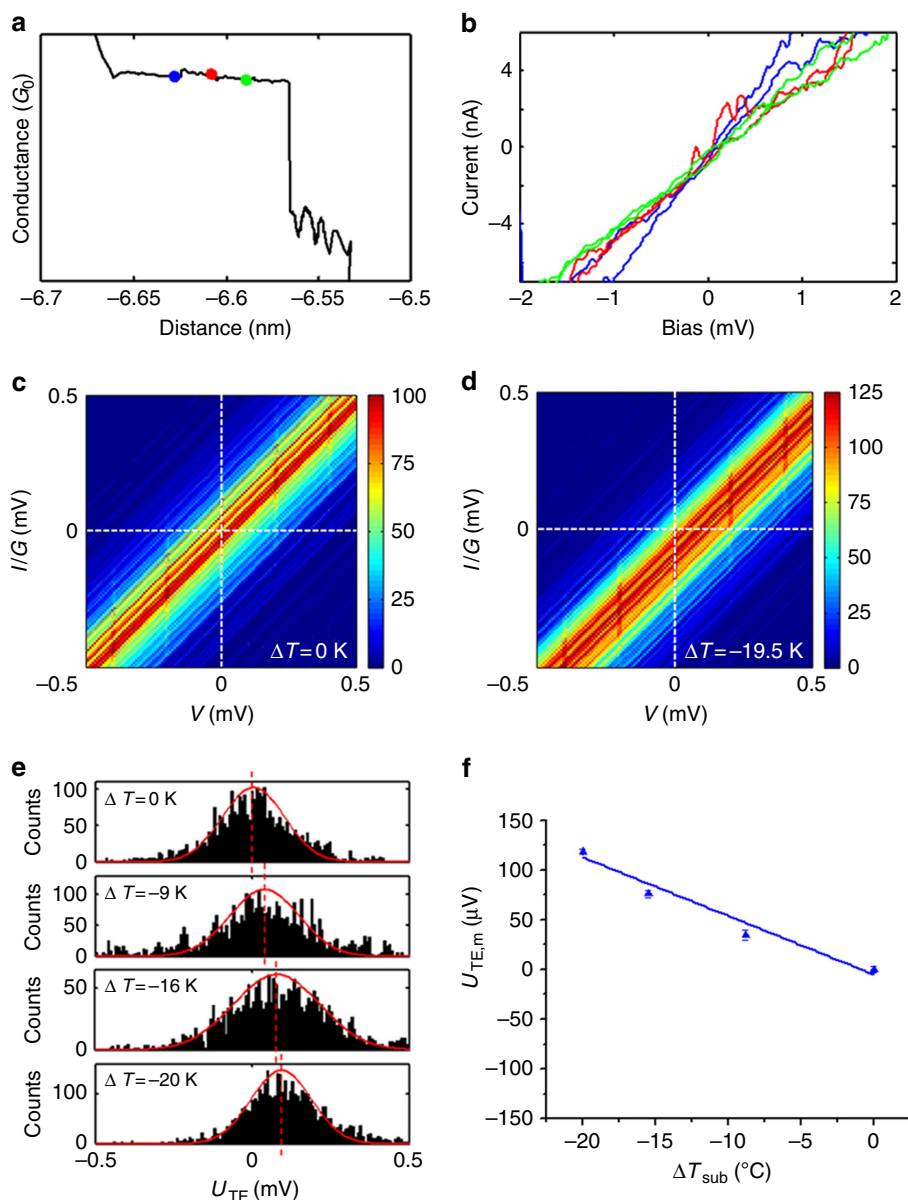 a
Conductance (G0)
−6.7 −6.65 −6.6 −6.55 −6.5
Distance (nm)
b
Current (nA)
4
0
−4
−2 −1 0 1 2
Bias (mV)
c
I/G (mV)
0.5
0
−0.5 0 0.5
V (mV)
ΔT=0 K
100
75
50
25
0
d
I/G (mV)
0.5
0
−0.5 0 0.5
V (mV)
ΔT=−19.5 K
125
100
75
50
25
0
e
Counts
100
50
0
Δ T=0 K
Counts
100
50
0
Δ T=−9 K
Counts
50
0
Δ T=−16 K
Counts
100
0
Δ T=−20 K
−0.5 0 0.5
UTE (mV)
f
UTE,m (μV)
150
100
50
0
−50
−100
−150
−20 −15 −10 −5 0
ΔTsub (°C)